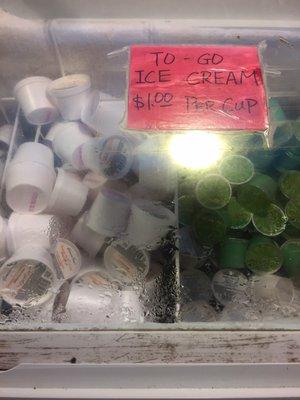 TO - GO
ICE CREAM
$1.00 PER CUP